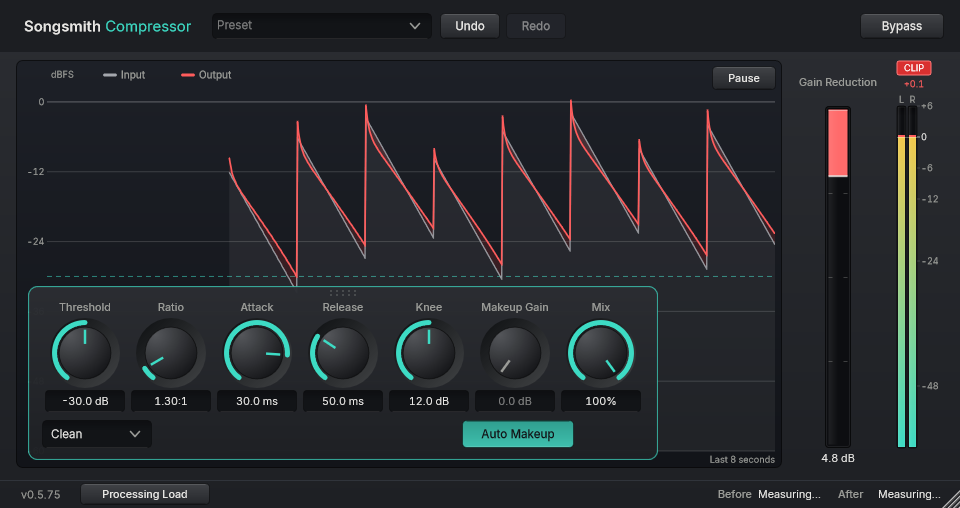 Songsmith Compressor Preset Undo Redo Bypass
dBFS Input Output Pause
Gain Reduction
CLIP
+0.1
L R
+6
0
-6
-12
-24
-48
0
-12
-24
Threshold Ratio Attack Release Knee Makeup Gain Mix
-30.0 dB 1.30:1 30.0 ms 50.0 ms 12.0 dB 0.0 dB 100%
Clean Auto Makeup
Last 8 seconds
4.8 dB
v0.5.75 Processing Load Before Measuring... After Measuring...